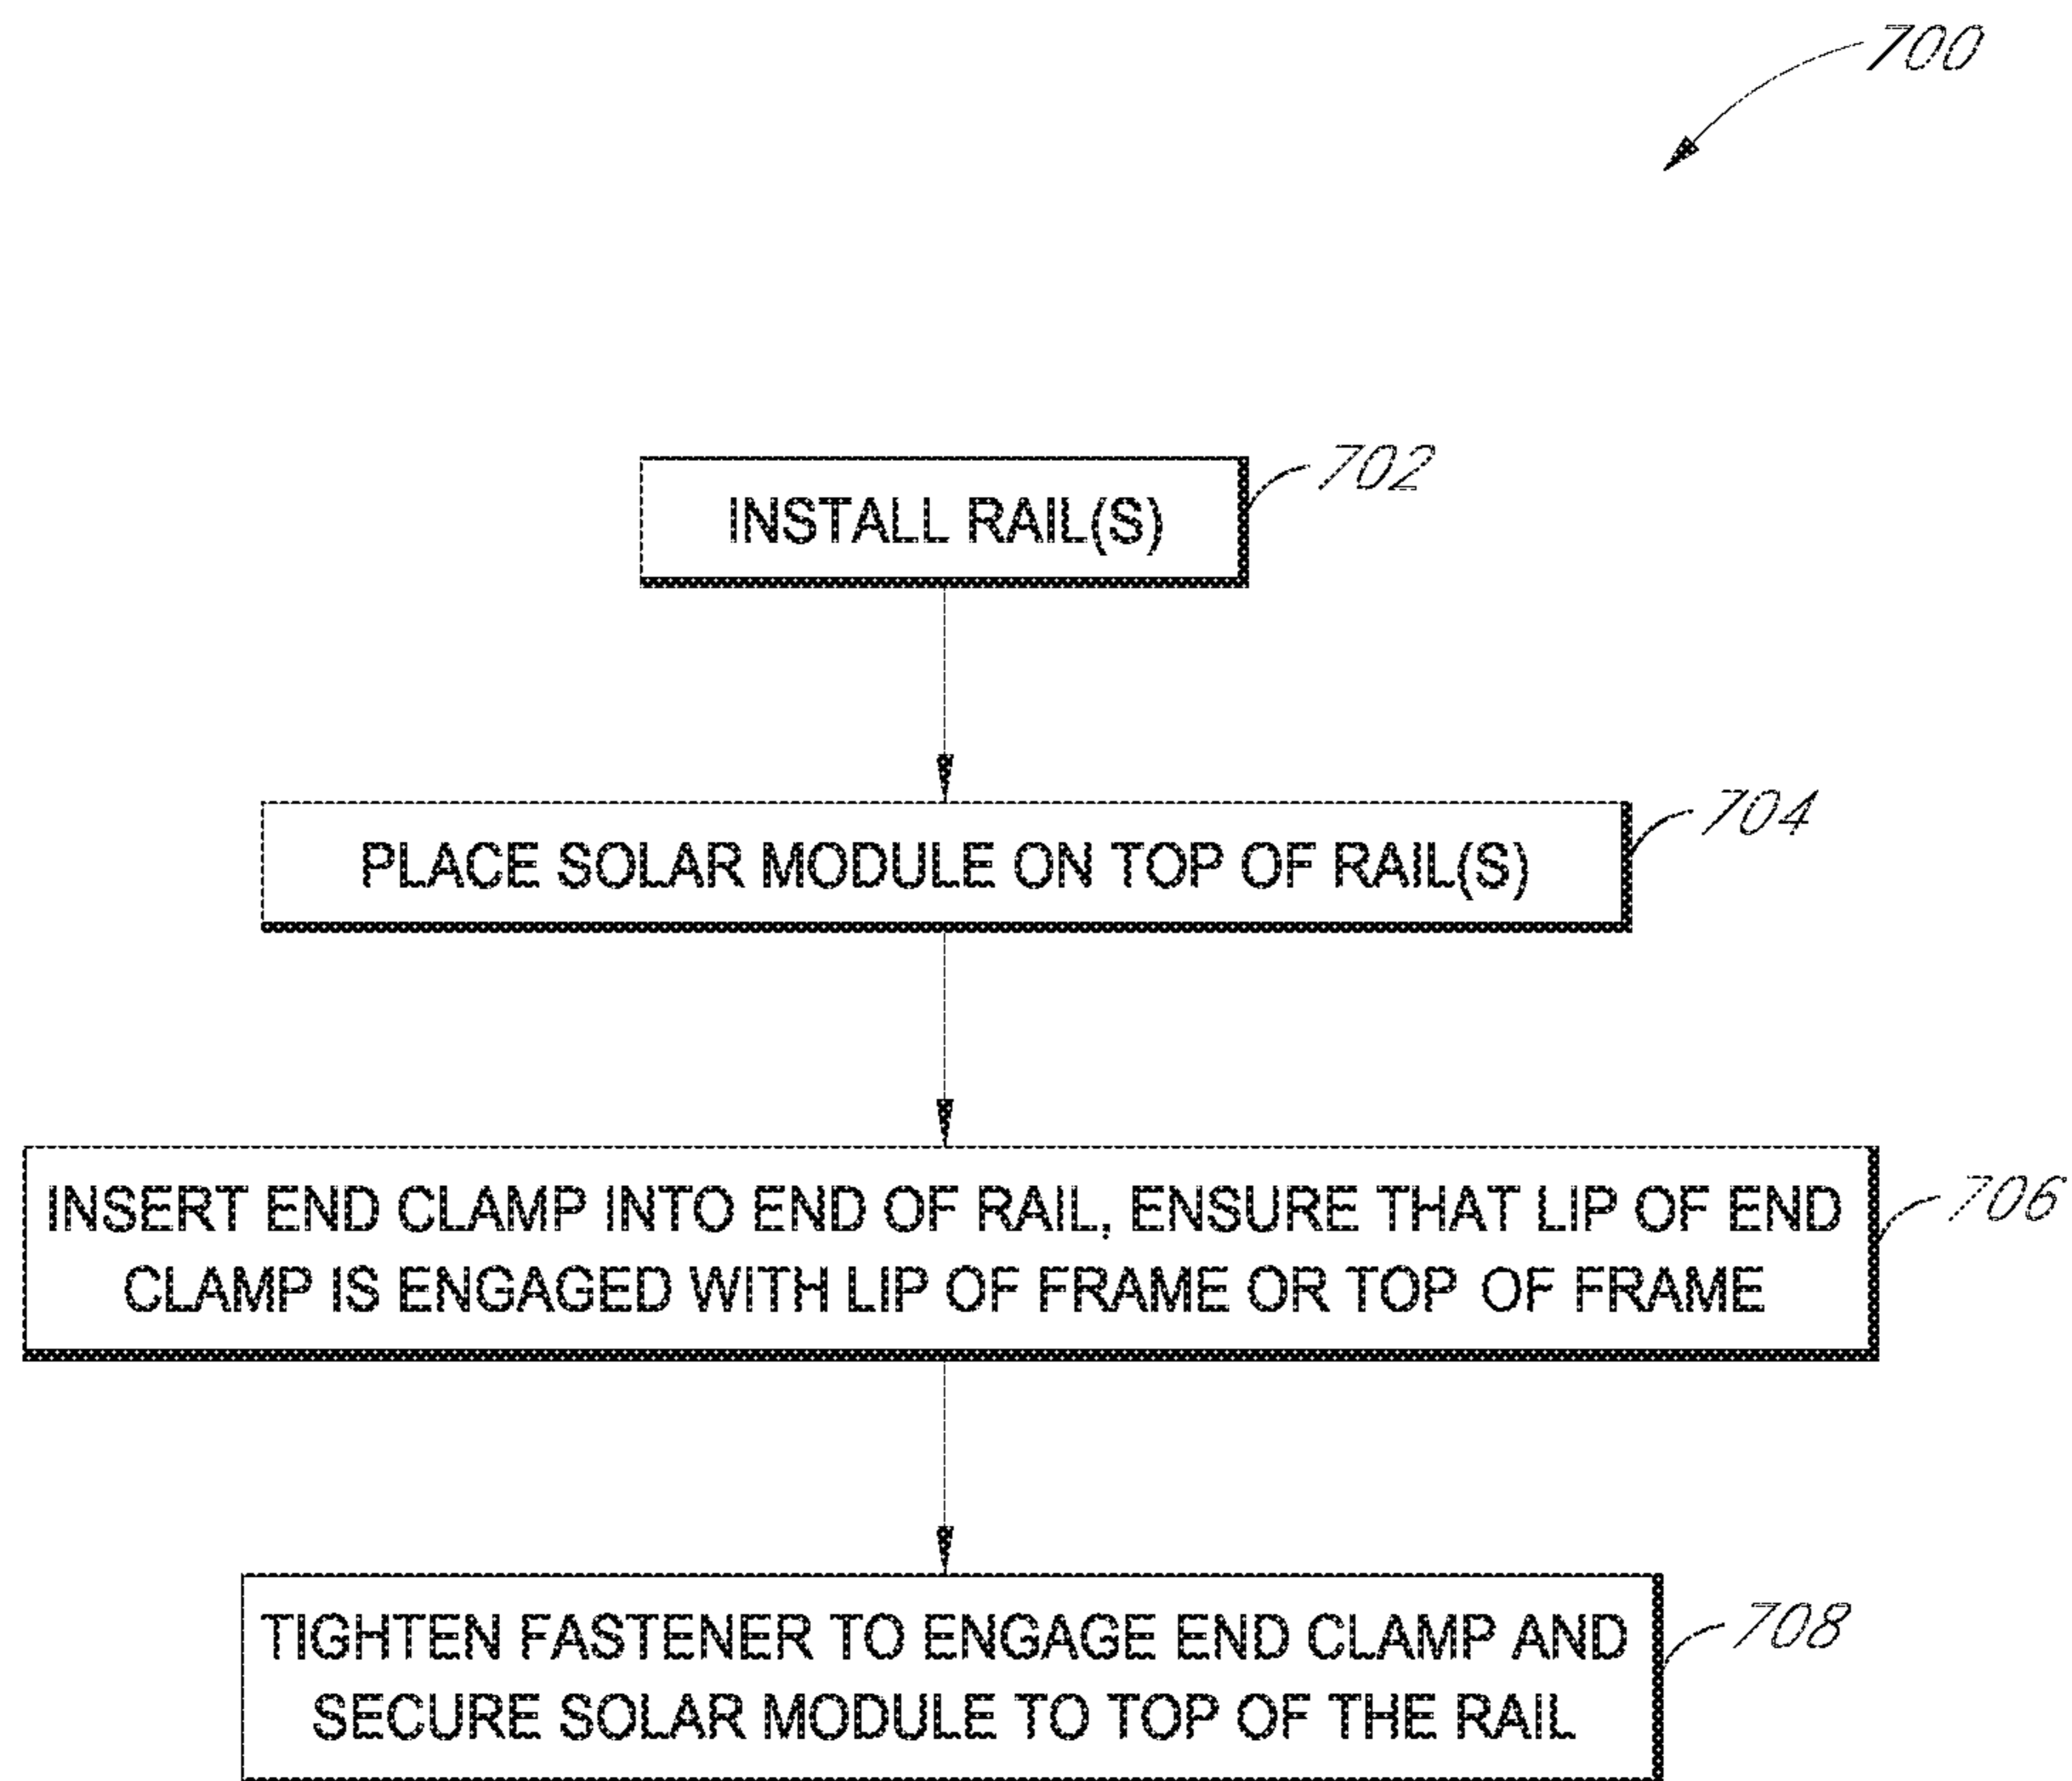 700
INSTALL RAIL(S)
702
PLACE SOLAR MODULE ON TOP OF RAIL(S)
704
INSERT END CLAMP INTO END OF RAIL, ENSURE THAT LIP OF END
CLAMP IS ENGAGED WITH LIP OF FRAME OR TOP OF FRAME
706
TIGHTEN FASTENER TO ENGAGE END CLAMP AND
SECURE SOLAR MODULE TO TOP OF THE RAIL
708